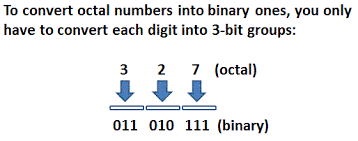 To convert octal numbers into binary ones, you only
have to convert each digit into 3-bit groups:
3 2 7 (octal)
011 010 111 (binary)